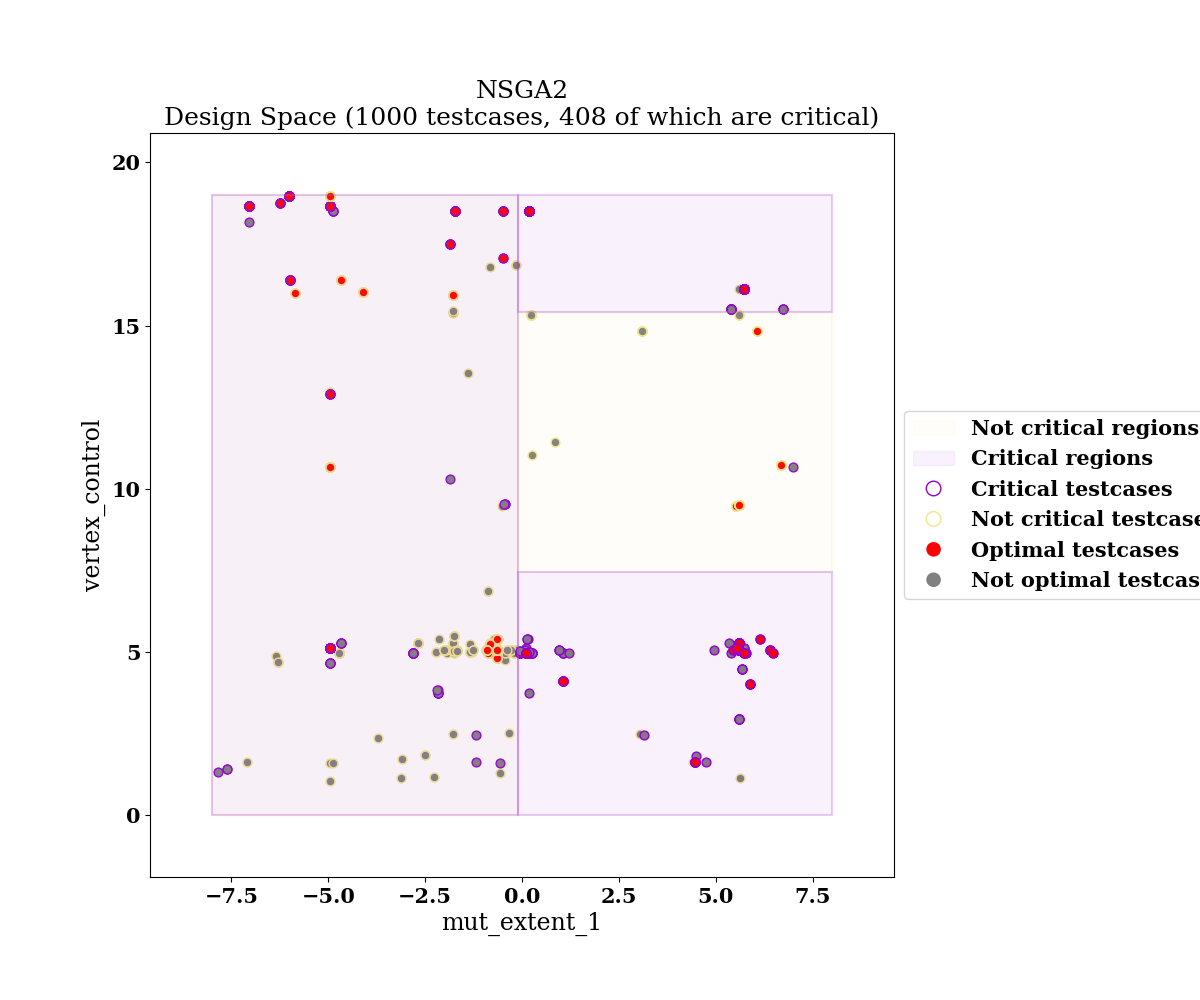 NSGA2
Design Space (1000 testcases, 408 of which are critical)
20
15
10
5
0
vertex_control
−7.5 −5.0 −2.5 0.0 2.5 5.0 7.5
mut_extent_1
Not critical regions
Critical regions
Critical testcases
Not critical testcase
Optimal testcases
Not optimal testcas